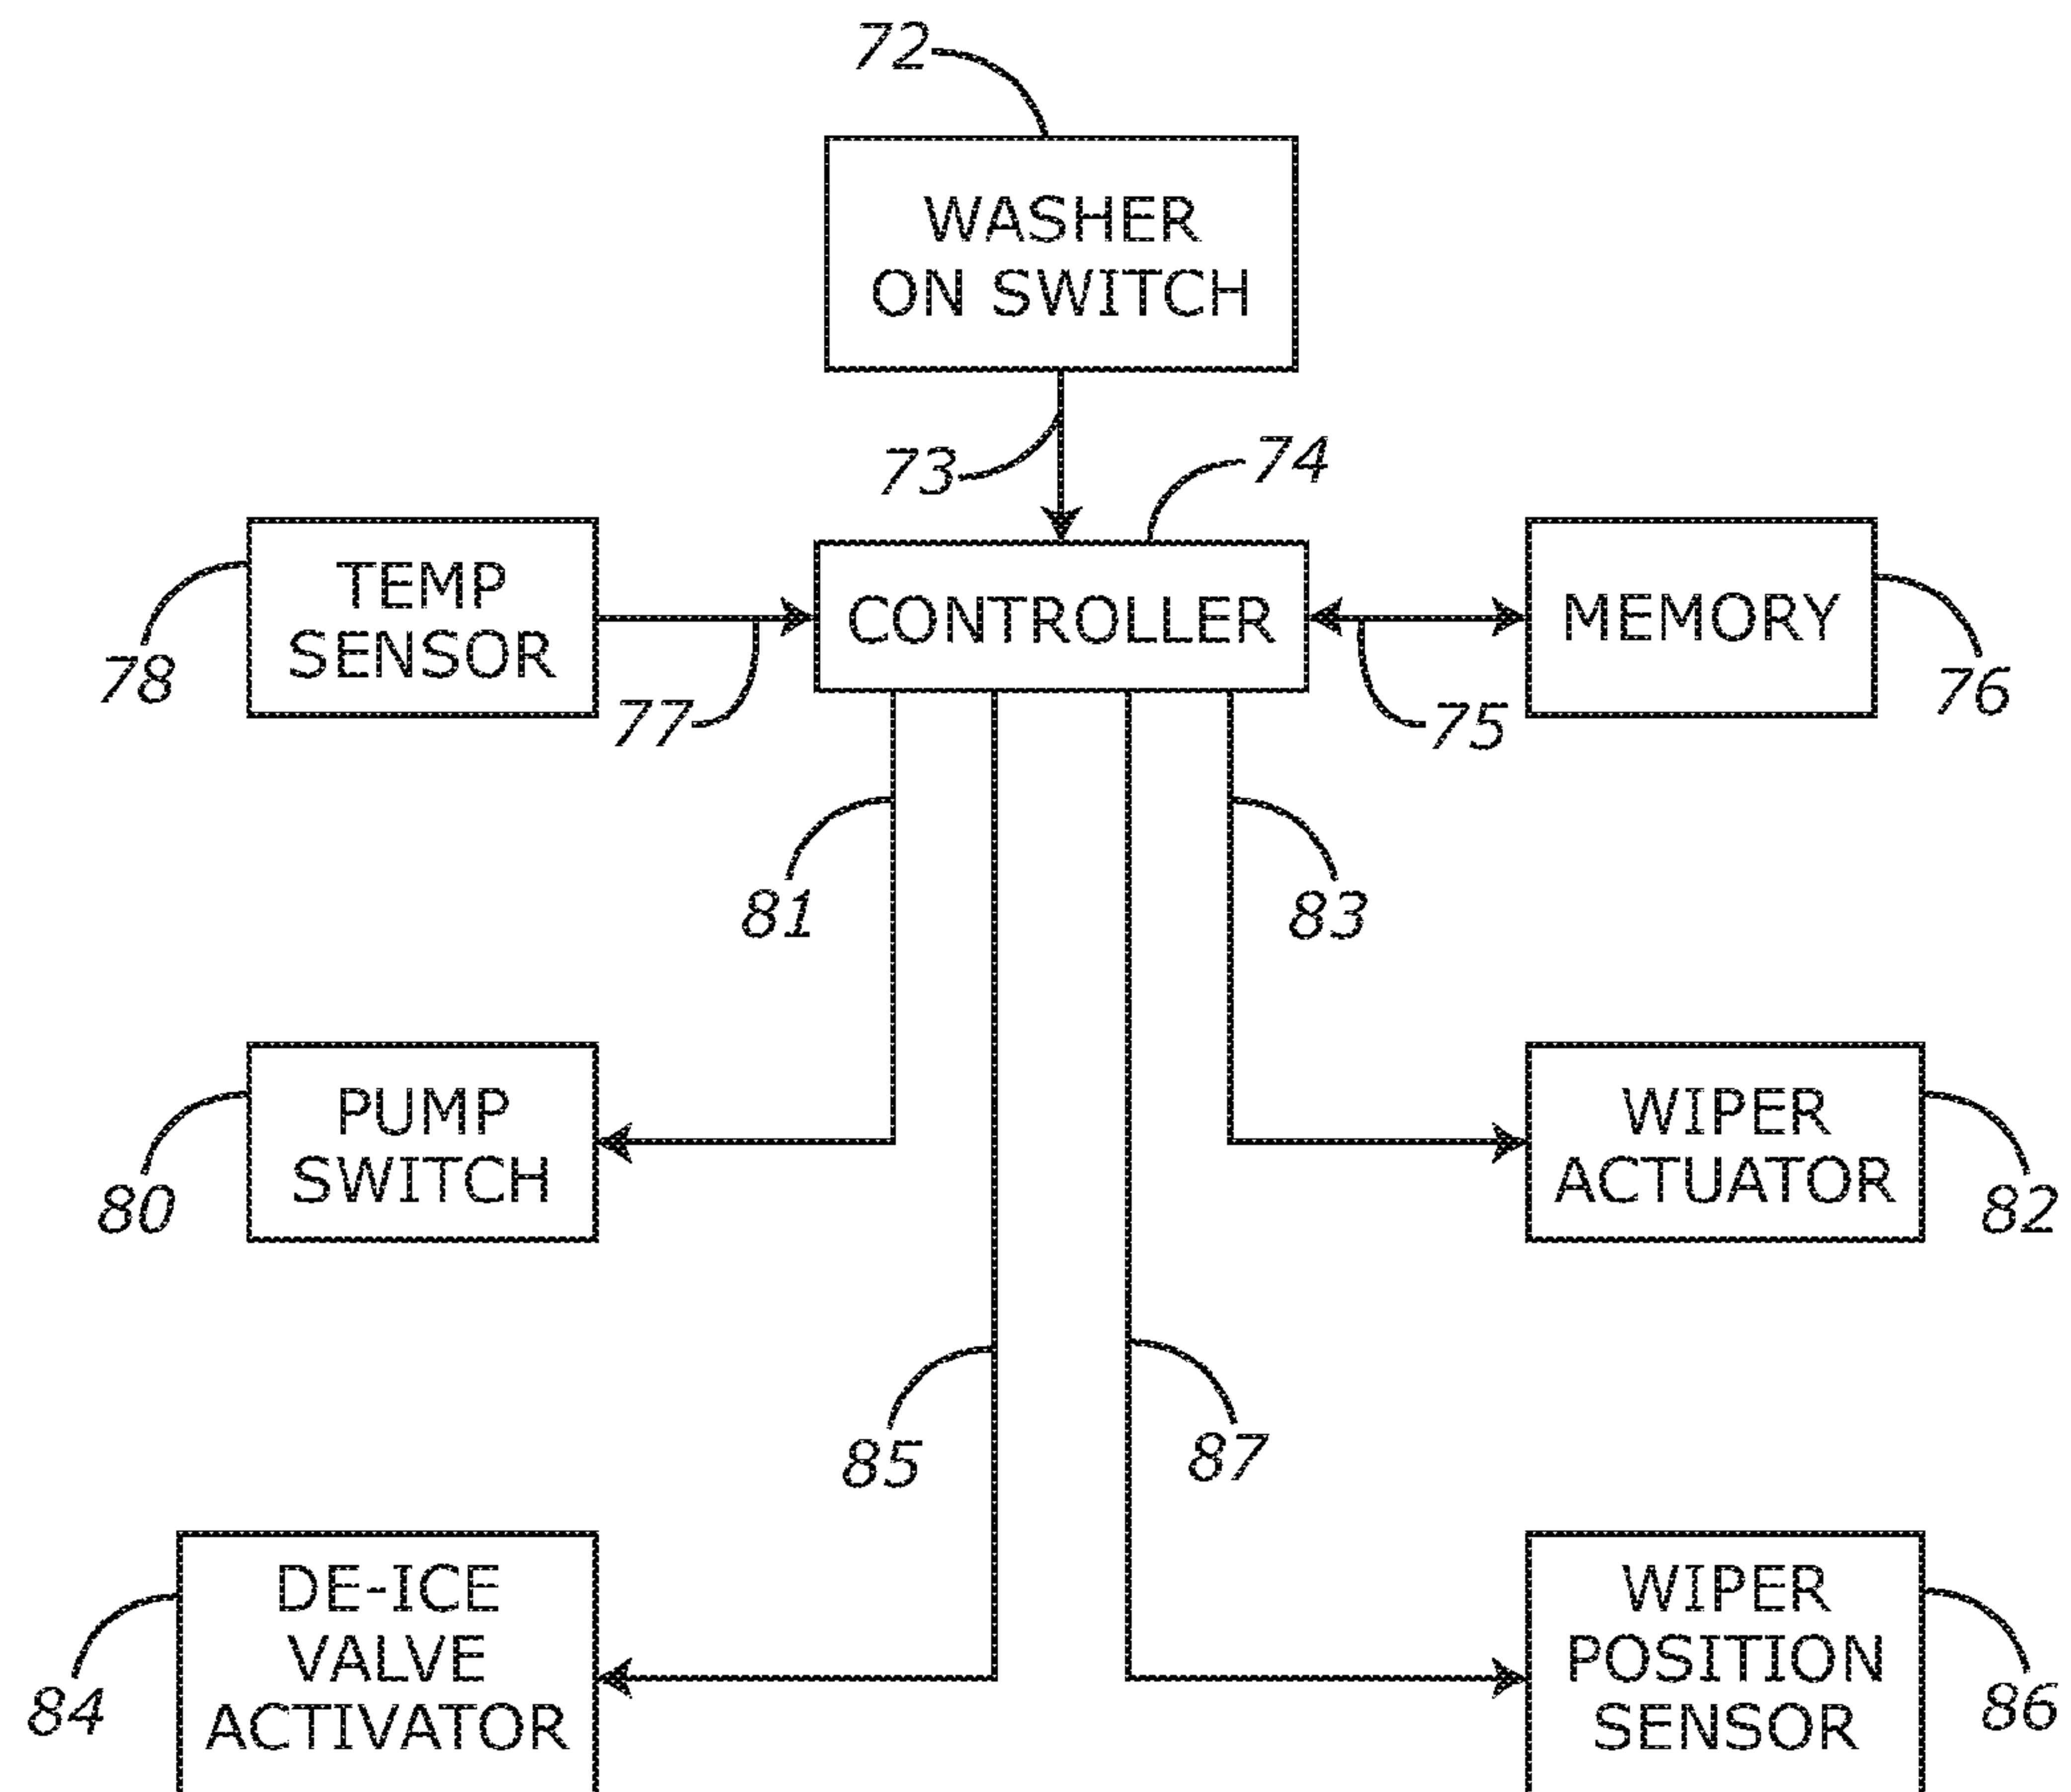 72
WASHER
ON SWITCH
73
74
TEMP
SENSOR
78
77
CONTROLLER
75
MEMORY
76
81
83
PUMP
SWITCH
80
WIPER
ACTUATOR
82
85
87
DE-ICE
VALVE
ACTIVATOR
84
WIPER
POSITION
SENSOR
86